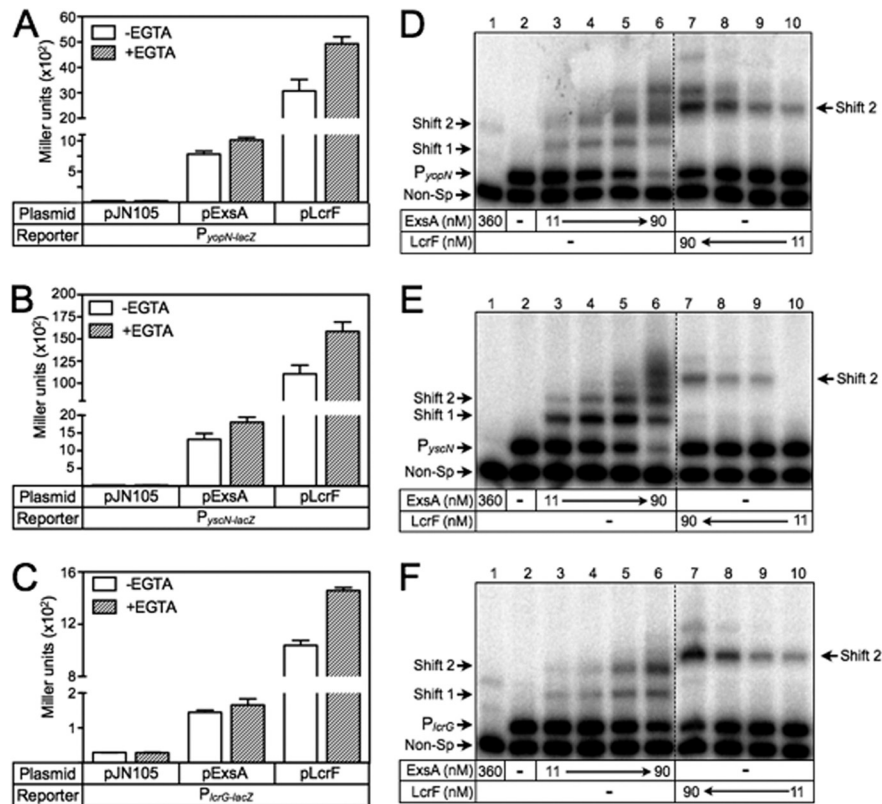 A
Miller units (x10²)
60
50
40
30
20
10
5
-EGTA
+EGTA
Plasmid pJN105 pExsA pLcrF
Reporter PyopN-lacZ
B
Miller units (x10²)
200
175
150
125
100
75
20
15
10
5
-EGTA
+EGTA
Plasmid pJN105 pExsA pLcrF
Reporter PyscN-lacZ
C
Miller units (x10²)
16
12
8
2
1
-EGTA
+EGTA
Plasmid pJN105 pExsA pLcrF
Reporter PlcrG-lacZ
D
1 2 3 4 5 6 7 8 9 10
Shift 2
Shift 1
PyopN
Non-Sp
Shift 2
ExsA (nM) 360 - 11 90 -
LcrF (nM) - 90 11
E
1 2 3 4 5 6 7 8 9 10
Shift 2
Shift 1
PyscN
Non-Sp
Shift 2
ExsA (nM) 360 - 11 90 -
LcrF (nM) - 90 11
F
1 2 3 4 5 6 7 8 9 10
Shift 2
Shift 1
PlcrG
Non-Sp
Shift 2
ExsA (nM) 360 - 11 90 -
LcrF (nM) - 90 11